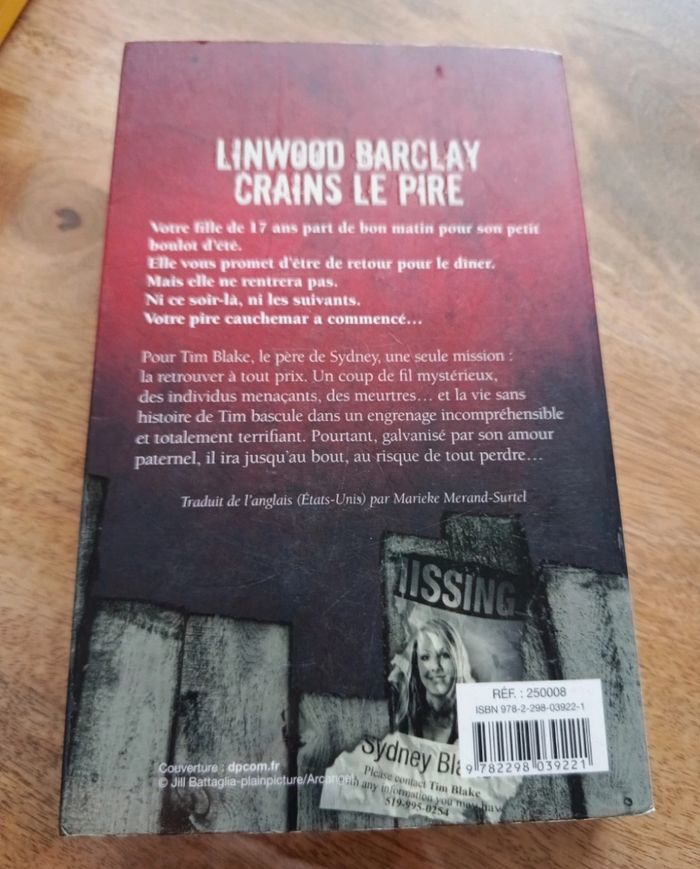 LINWOOD BARCLAY
CRAINS LE PIRE
Votre fille de 17 ans part de bon matin pour son petit
boulot d'été.
Elle vous promet d'être de retour pour le dîner.
Mais elle ne rentrera pas.
Ni ce soir-là, ni les suivants.
Votre pire cauchemar a commencé...
Pour Tim Blake, le père de Sydney, une seule mission :
la retrouver à tout prix. Un coup de fil mystérieux,
des individus menaçants, des meurtres... et la vie sans
histoire de Tim bascule dans un engrenage incompréhensible
et totalement terrifiant. Pourtant, galvanisé par son amour
paternel, il ira jusqu'au bout, au risque de tout perdre...
Traduit de l'anglais (États-Unis) par Marieke Merand-Surtel
MISSING
Sydney Bla
Please contact Tim Blake
any information you may have
519-995-0254
RÉF. : 250008
ISBN 978-2-298-03922-1
9 782298 039221
Couverture : dpcom.fr
© Jill Battaglia-plainpicture/Arcangel